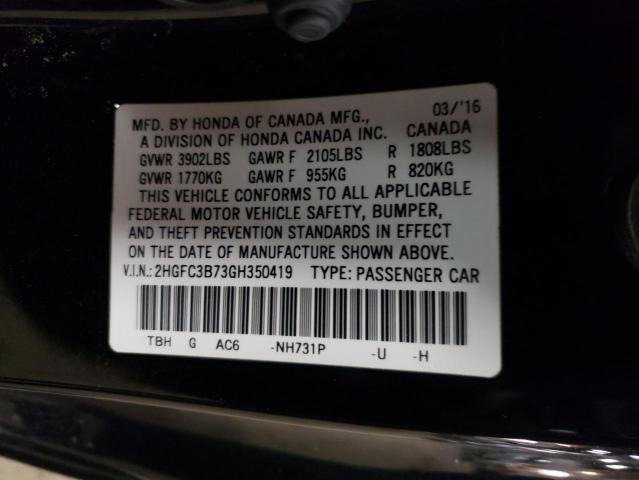 MFD. BY HONDA OF CANADA MFG., 03/'16
A DIVISION OF HONDA CANADA INC. CANADA
GVWR 3902LBS GAWR F 2105LBS R 1808LBS
GVWR 1770KG GAWR F 955KG R 820KG
THIS VEHICLE CONFORMS TO ALL APPLICABLE
FEDERAL MOTOR VEHICLE SAFETY, BUMPER,
AND THEFT PREVENTION STANDARDS IN EFFECT
ON THE DATE OF MANUFACTURE SHOWN ABOVE.
V.I.N.: 2HGFC3B73GH350419 TYPE: PASSENGER CAR
TBH G AC6 -NH731P -U -H